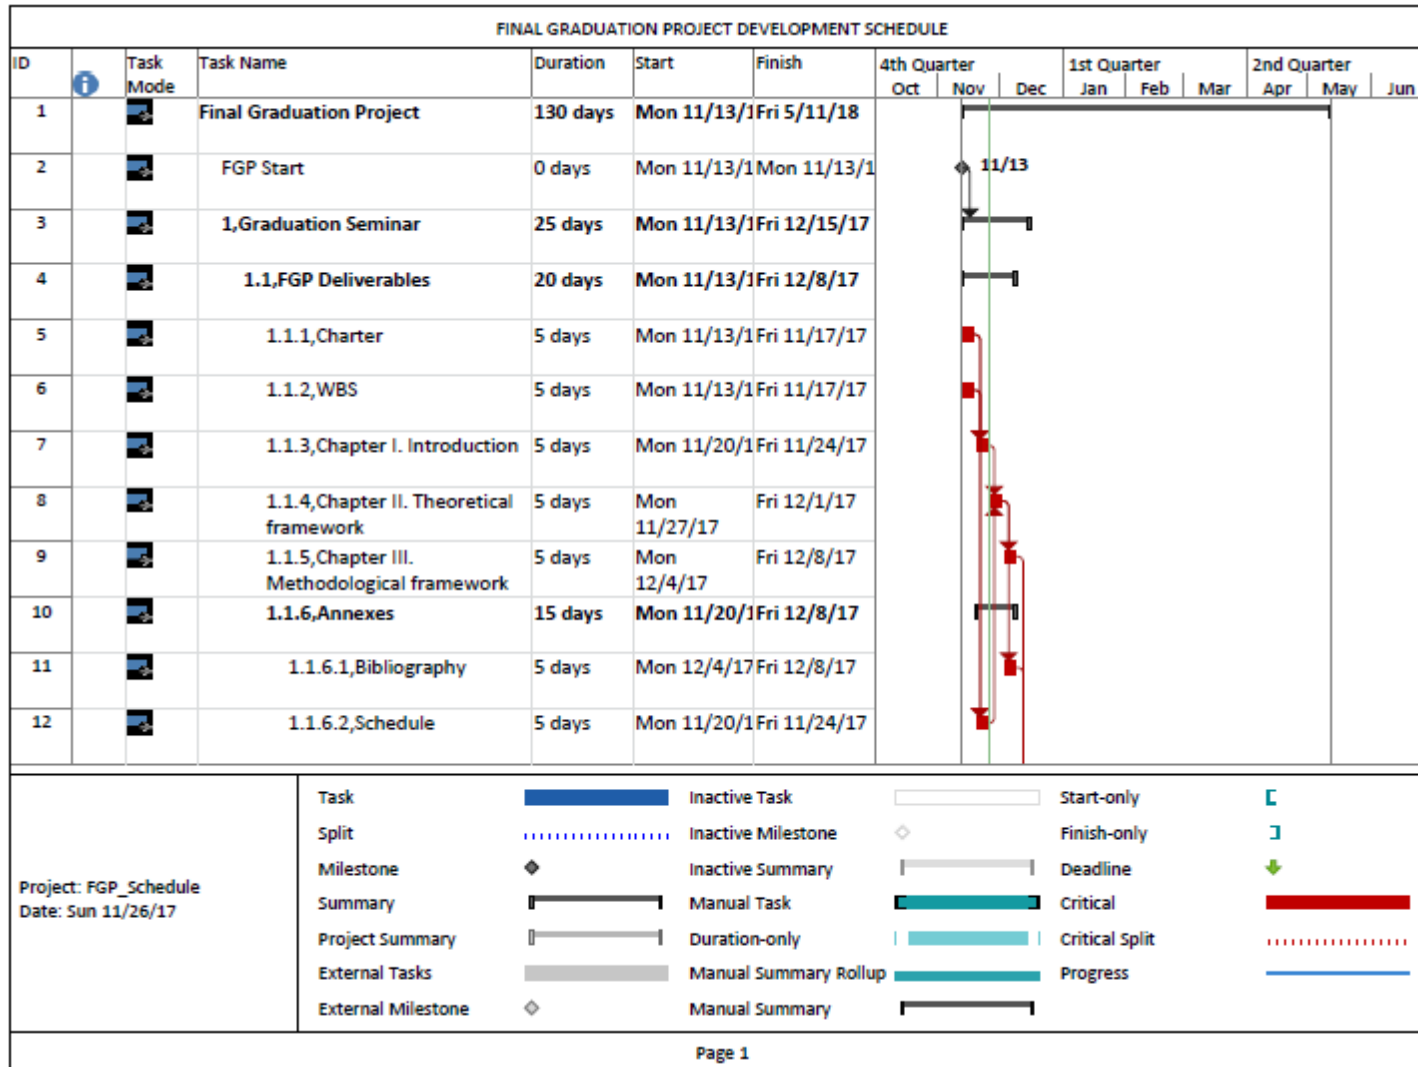 FINAL GRADUATION PROJECT DEVELOPMENT SCHEDULE
ID Task Mode Task Name Duration Start Finish 4th Quarter 1st Quarter 2nd Quarter
Oct Nov Dec Jan Feb Mar Apr May Jun
1 Final Graduation Project 130 days Mon 11/13/1 Fri 5/11/18
2 FGP Start 0 days Mon 11/13/1 Mon 11/13/1 11/13
3 1,Graduation Seminar 25 days Mon 11/13/1 Fri 12/15/17
4 1.1,FGP Deliverables 20 days Mon 11/13/1 Fri 12/8/17
5 1.1.1,Charter 5 days Mon 11/13/1 Fri 11/17/17
6 1.1.2,WBS 5 days Mon 11/13/1 Fri 11/17/17
7 1.1.3,Chapter I. Introduction 5 days Mon 11/20/1 Fri 11/24/17
8 1.1.4,Chapter II. Theoretical 5 days Mon Fri 12/1/17
framework 11/27/17
9 1.1.5,Chapter III. 5 days Mon Fri 12/8/17
Methodological framework 12/4/17
10 1.1.6,Annexes 15 days Mon 11/20/1 Fri 12/8/17
11 1.1.6.1,Bibliography 5 days Mon 12/4/17 Fri 12/8/17
12 1.1.6.2,Schedule 5 days Mon 11/20/1 Fri 11/24/17
Project: FGP_Schedule
Date: Sun 11/26/17
Task Inactive Task Start-only
Split Inactive Milestone Finish-only
Milestone Inactive Summary Deadline
Summary Manual Task Critical
Project Summary Duration-only Critical Split
External Tasks Manual Summary Rollup Progress
External Milestone Manual Summary
Page 1